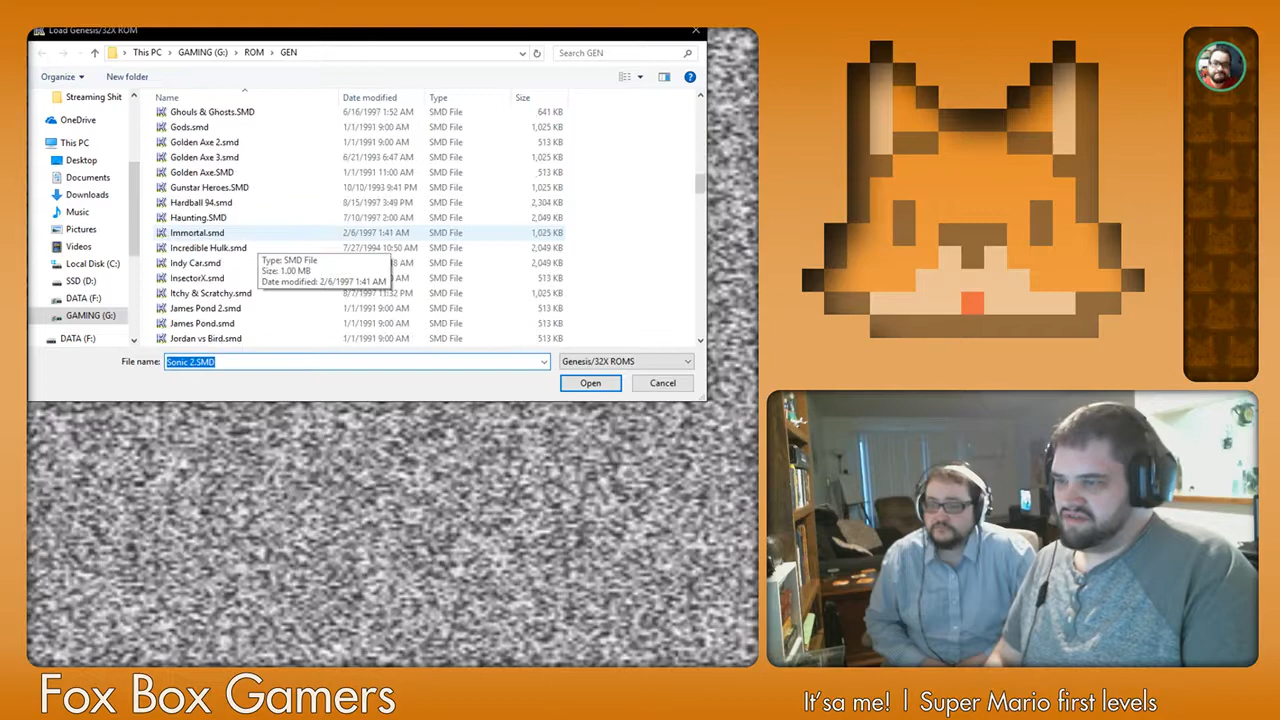 Load Genesis/32X ROM
This PC > GAMING (G:) > ROM > GEN
Search GEN
Organize
New folder
Name
Date modified
Type
Size
Streaming Shit
OneDrive
This PC
Desktop
Documents
Downloads
Music
Pictures
Videos
Local Disk (C:)
SSD (D:)
DATA (F:)
GAMING (G:)
DATA (F:)
Ghouls & Ghosts.SMD 6/16/1997 1:52 AM SMD File 641 KB
Gods.smd 1/1/1991 9:00 AM SMD File 1,025 KB
Golden Axe 2.smd 1/1/1991 9:00 AM SMD File 513 KB
Golden Axe 3.smd 6/21/1993 6:47 AM SMD File 1,025 KB
Golden Axe.SMD 1/1/1991 11:00 AM SMD File 513 KB
Gunstar Heroes.SMD 10/10/1993 9:41 PM SMD File 1,025 KB
Hardball 94.smd 8/15/1997 3:49 PM SMD File 2,304 KB
Haunting.SMD 7/10/1997 2:00 AM SMD File 2,049 KB
Immortal.smd 2/6/1997 1:41 AM SMD File 1,025 KB
Incredible Hulk.smd 7/27/1994 10:50 AM SMD File 2,049 KB
Indy Car.smd AM SMD File 2,049 KB
InsectorX.smd AM SMD File 513 KB
Itchy & Scratchy.smd 8/7/1997 11:32 PM SMD File 1,025 KB
James Pond 2.smd 1/1/1991 9:00 AM SMD File 513 KB
James Pond.smd 1/1/1991 9:00 AM SMD File 513 KB
Jordan vs Bird.smd 1/1/1991 9:00 AM SMD File 513 KB
Type: SMD File
Size: 1.00 MB
Date modified: 2/6/1997 1:41 AM
File name: Sonic 2.SMD
Genesis/32X ROMS
Open
Cancel
Fox Box Gamers
It'sa me! | Super Mario first levels